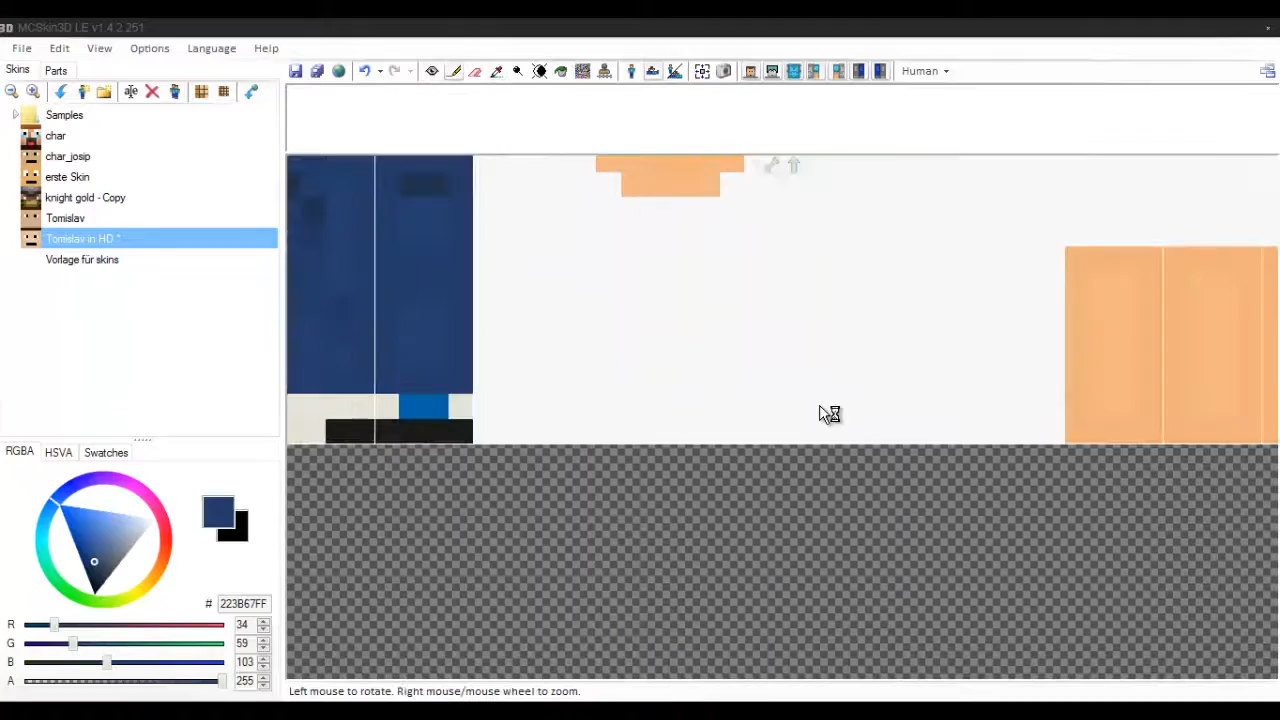 3D MCSkin3D LE v1.4.2.251
File Edit View Options Language Help
Skins Parts
Human
Samples
char
char_josip
erste Skin
knight gold - Copy
Tomislav
Tomislav in HD *
Vorlage für skins
RGBA HSVA Swatches
# 223B67FF
R 34
G 59
B 103
A 255
Left mouse to rotate. Right mouse/mouse wheel to zoom.